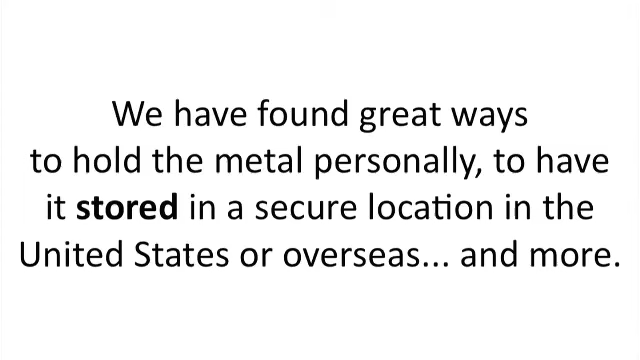 We have found great ways
to hold the metal personally, to have
it stored in a secure location in the
United States or overseas... and more.